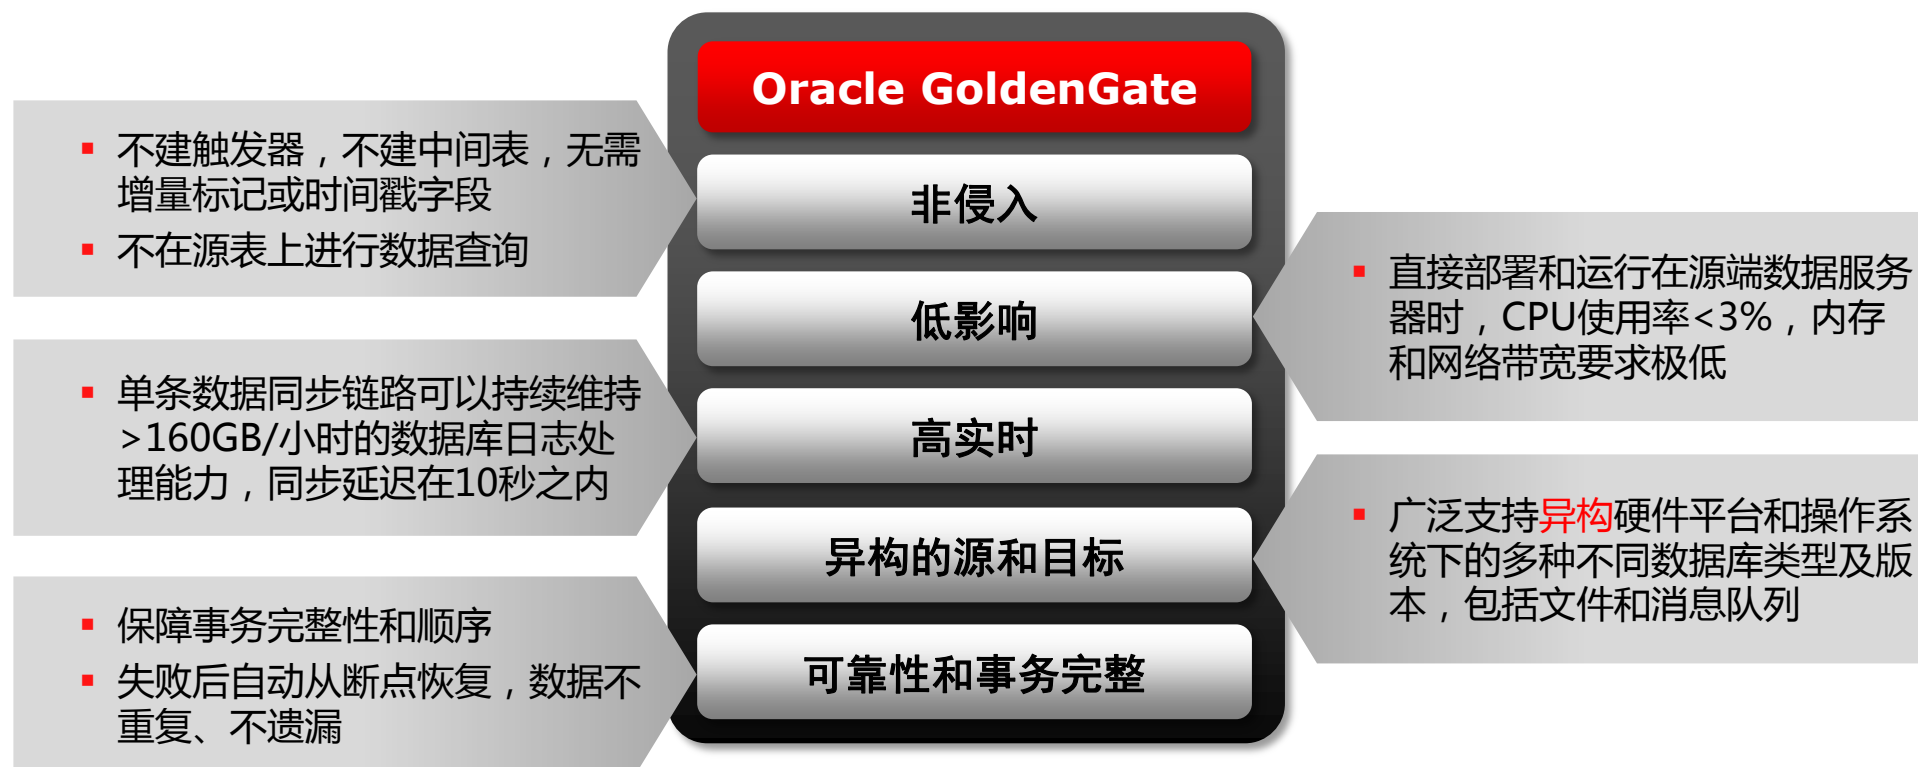 Oracle GoldenGate
不建触发器，不建中间表，无需
增量标记或时间戳字段
不在源表上进行数据查询
非侵入
直接部署和运行在源端数据服务
器时，CPU使用率<3%，内存
和网络带宽要求极低
低影响
单条数据同步链路可以持续维持
>160GB/小时的数据库日志处
理能力，同步延迟在10秒之内
高实时
广泛支持异构硬件平台和操作系
统下的多种不同数据库类型及版
本，包括文件和消息队列
异构的源和目标
保障事务完整性和顺序
失败后自动从断点恢复，数据不
重复、不遗漏
可靠性和事务完整